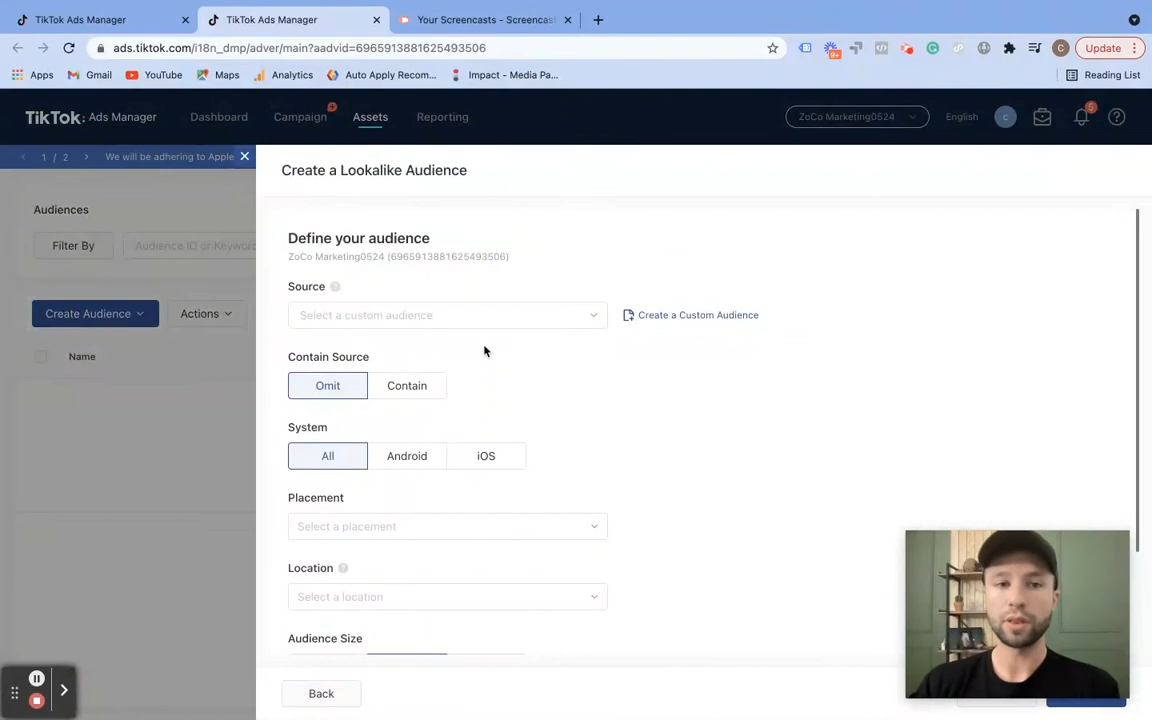 TikTok Ads Manager
TikTok Ads Manager
Your Screencasts - Screencas
ads.tiktok.com/i18n_dmp/adver/main?aadvid=6965913881625493506
C
Update
Apps
Gmail
YouTube
Maps
Analytics
Auto Apply Recom...
Impact - Media Pa...
Reading List
TikTok: Ads Manager
Dashboard
Campaign
Assets
Reporting
ZoCo Marketing0524
English
c
5
1 / 2
We will be adhering to Apple
Create a Lookalike Audience
Audiences
Filter By
Audience ID or Keywor
Create Audience
Actions
Name
Define your audience
ZoCo Marketing0524 (6965913881625493506)
Source
Select a custom audience
Create a Custom Audience
Contain Source
Omit
Contain
System
All
Android
iOS
Placement
Select a placement
Location
Select a location
Audience Size
Back